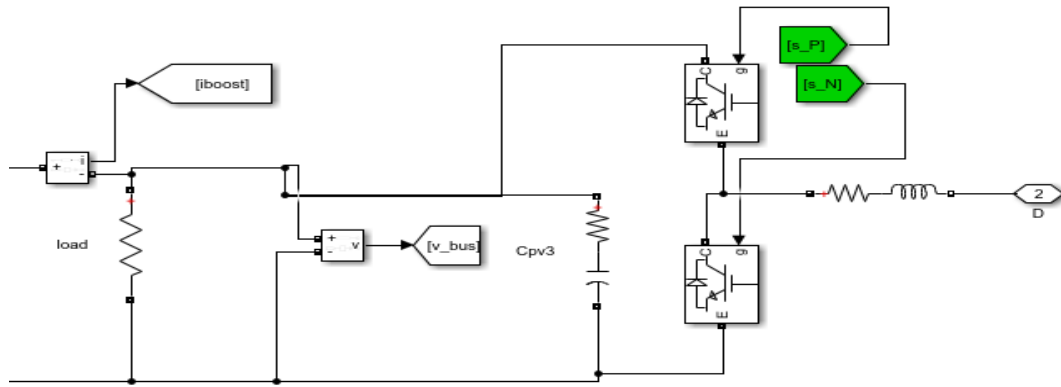 [s_P]
C
g
[iboost]
[s_N]
E
+
i
-
load
+
v
-
[v_bus]
Cpv3
C
g
E
2
D